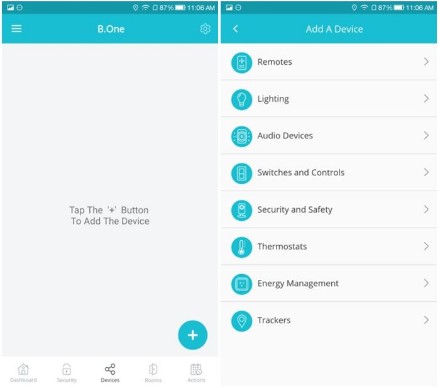 87% 11:06 AM
B.One
Tap The '+' Button
To Add The Device
Dashboard Security Devices Rooms Actions
87% 11:06 AM
Add A Device
Remotes
Lighting
Audio Devices
Switches and Controls
Security and Safety
Thermostats
Energy Management
Trackers